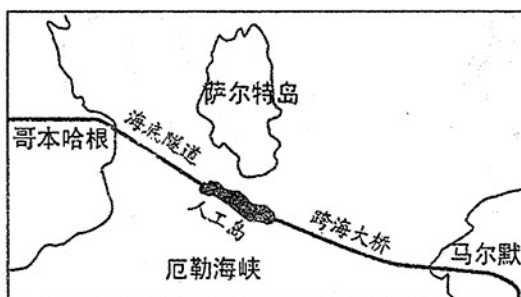 萨尔特岛
哥本哈根
海底隧道
人工岛
跨海大桥
马尔默
厄勒海峡